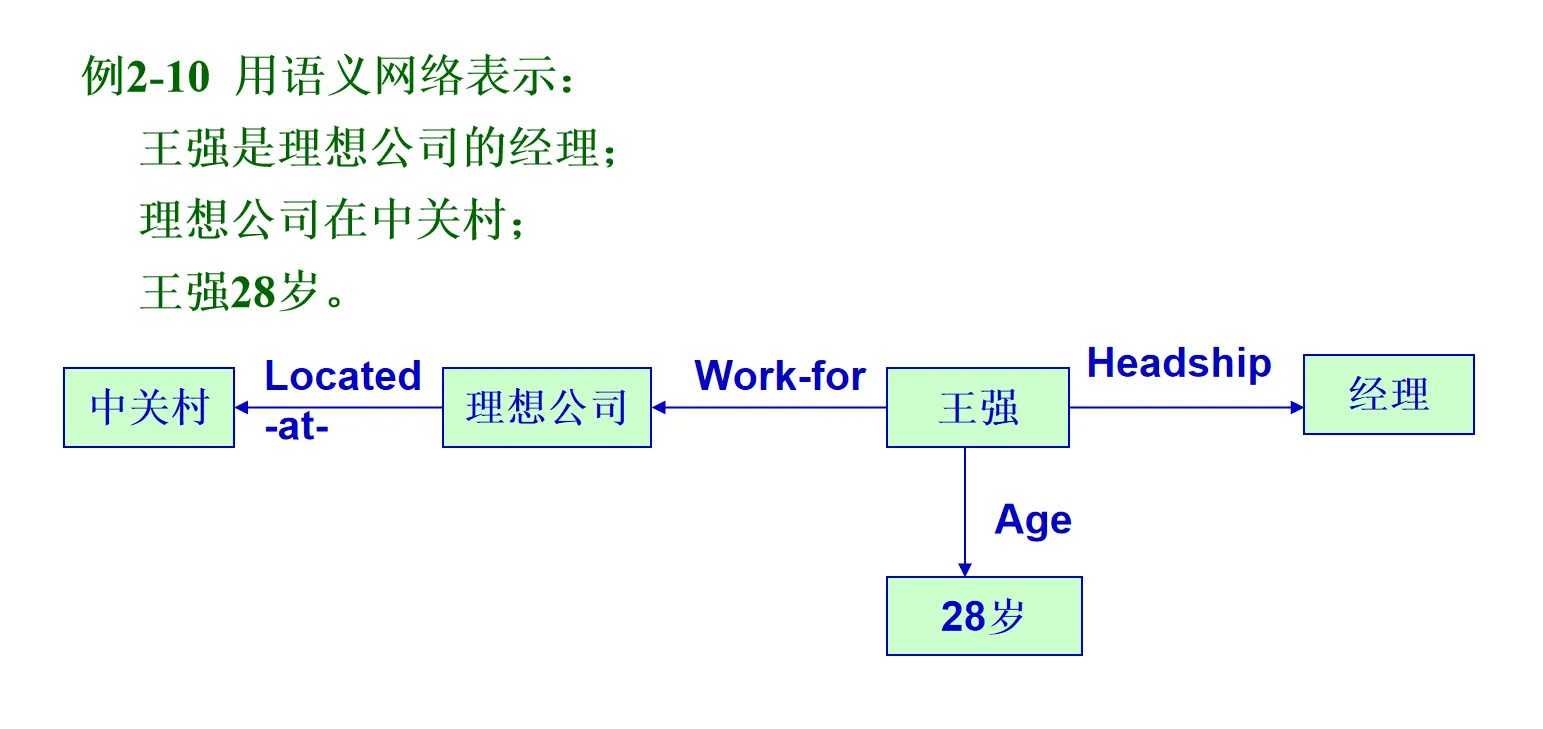 例2-10 用语义网络表示：
王强是理想公司的经理；
理想公司在中关村；
王强28岁。
中关村
Located
-at-
理想公司
Work-for
王强
Headship
经理
Age
28岁